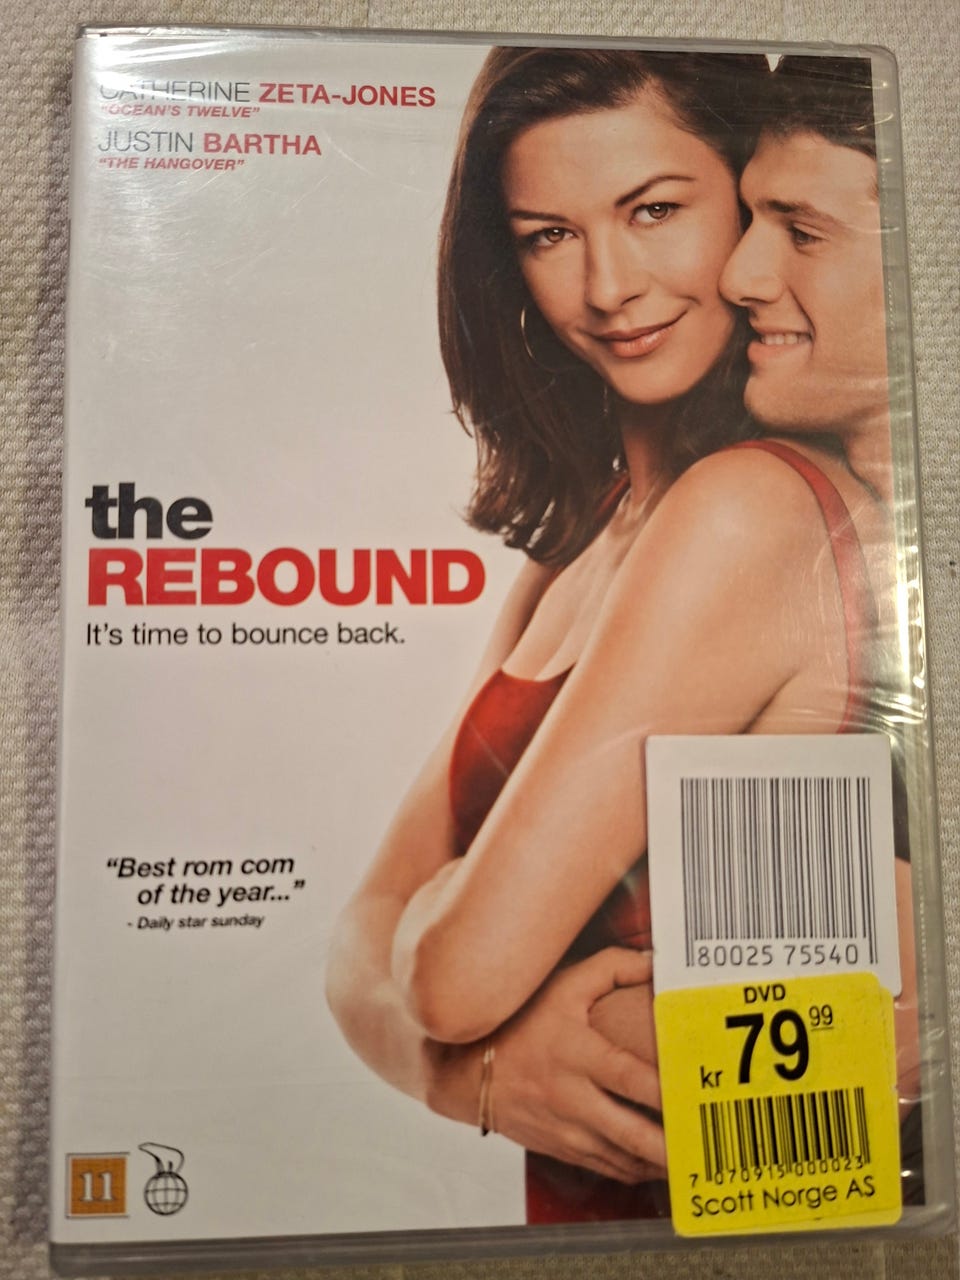 CATHERINE ZETA-JONES
"OCEAN'S TWELVE"
JUSTIN BARTHA
"THE HANGOVER"
the
REBOUND
It's time to bounce back.
"Best rom com
of the year..."
- Daily star sunday
80025 75540
DVD
kr 79 99
7 070915 000023
Scott Norge AS
11